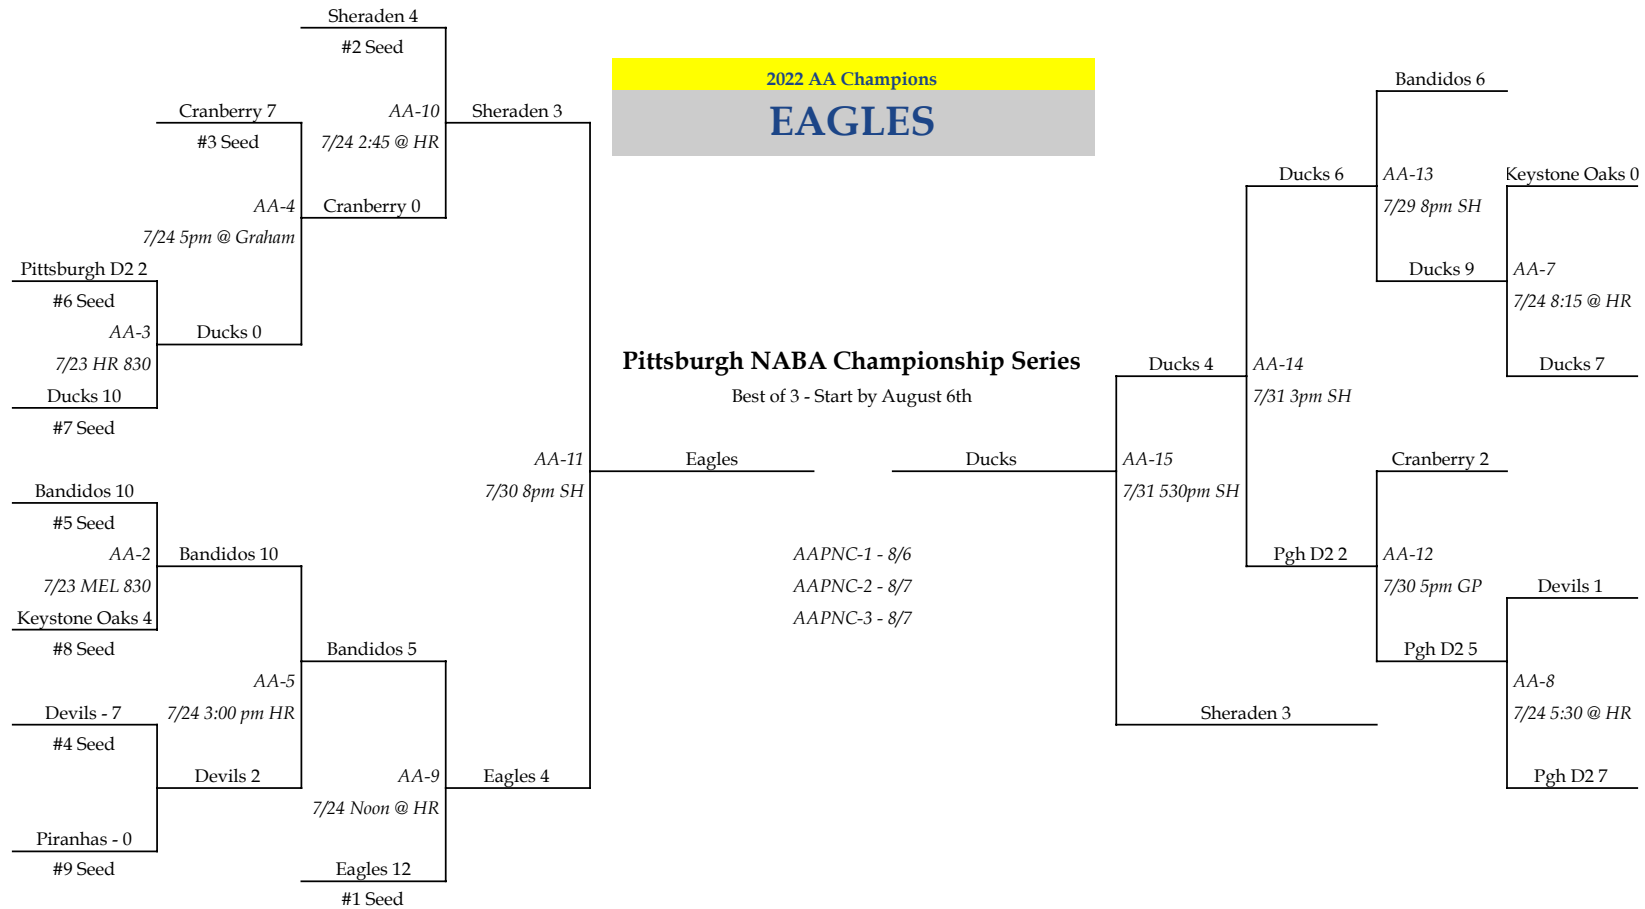 Sheraden 4
#2 Seed
2022 AA Champions
EAGLES
Bandidos 6
Cranberry 7
#3 Seed
AA-10
7/24 2:45 @ HR
Sheraden 3
Ducks 6
AA-13
7/29 8pm SH
Keystone Oaks 0
AA-4
7/24 5pm @ Graham
Cranberry 0
Pittsburgh D2 2
#6 Seed
Ducks 9
AA-7
7/24 8:15 @ HR
AA-3
7/23 HR 830
Ducks 0
Ducks 10
#7 Seed
Pittsburgh NABA Championship Series
Best of 3 - Start by August 6th
Ducks 4
AA-14
7/31 3pm SH
Ducks 7
AA-11
7/30 8pm SH
Eagles
Ducks
AA-15
7/31 530pm SH
Cranberry 2
Bandidos 10
#5 Seed
AA-2
7/23 MEL 830
Bandidos 10
Keystone Oaks 4
#8 Seed
AAPNC-1 - 8/6
AAPNC-2 - 8/7
AAPNC-3 - 8/7
Pgh D2 2
AA-12
7/30 5pm GP
Devils 1
Bandidos 5
Pgh D2 5
AA-5
7/24 3:00 pm HR
AA-8
7/24 5:30 @ HR
Devils - 7
#4 Seed
Sheraden 3
Devils 2
AA-9
7/24 Noon @ HR
Eagles 4
Pgh D2 7
Piranhas - 0
#9 Seed
Eagles 12
#1 Seed